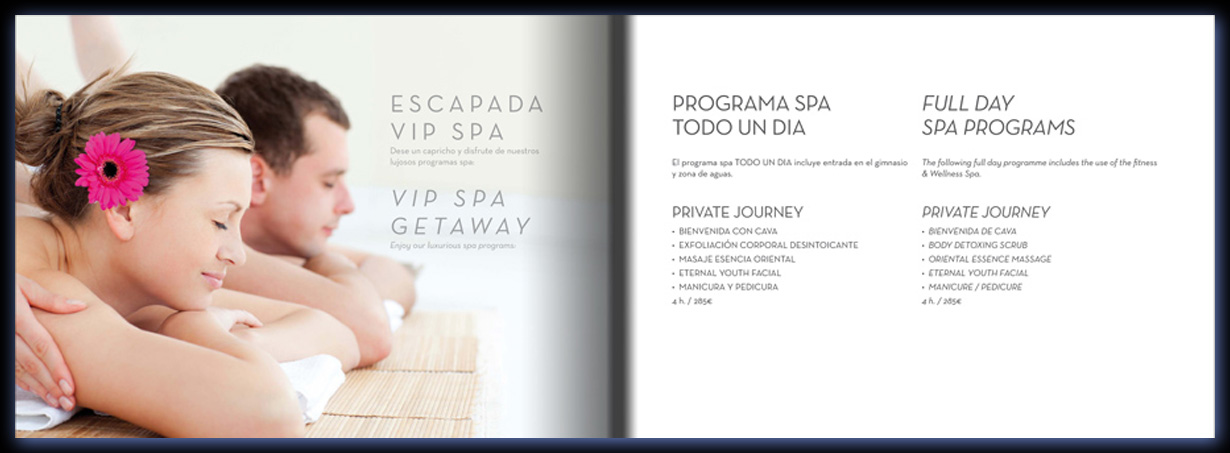 ESCAPADA
VIP SPA
Dese un capricho y disfrute de nuestros
lujosos programas spa:
VIP SPA
GETAWAY
Enjoy our luxurious spa programs:
PROGRAMA SPA
TODO UN DIA
El programa spa TODO UN DIA incluye entrada en el gimnasio
y zona de aguas.
PRIVATE JOURNEY
• BIENVENIDA CON CAVA
• EXFOLIACIÓN CORPORAL DESINTOICANTE
• MASAJE ESENCIA ORIENTAL
• ETERNAL YOUTH FACIAL
• MANICURA Y PEDICURA
4 h. / 285€
FULL DAY
SPA PROGRAMS
The following full day programme includes the use of the fitness
& Wellness Spa.
PRIVATE JOURNEY
• BIENVENIDA DE CAVA
• BODY DETOXING SCRUB
• ORIENTAL ESSENCE MASSAGE
• ETERNAL YOUTH FACIAL
• MANICURE / PEDICURE
4 h. / 285€